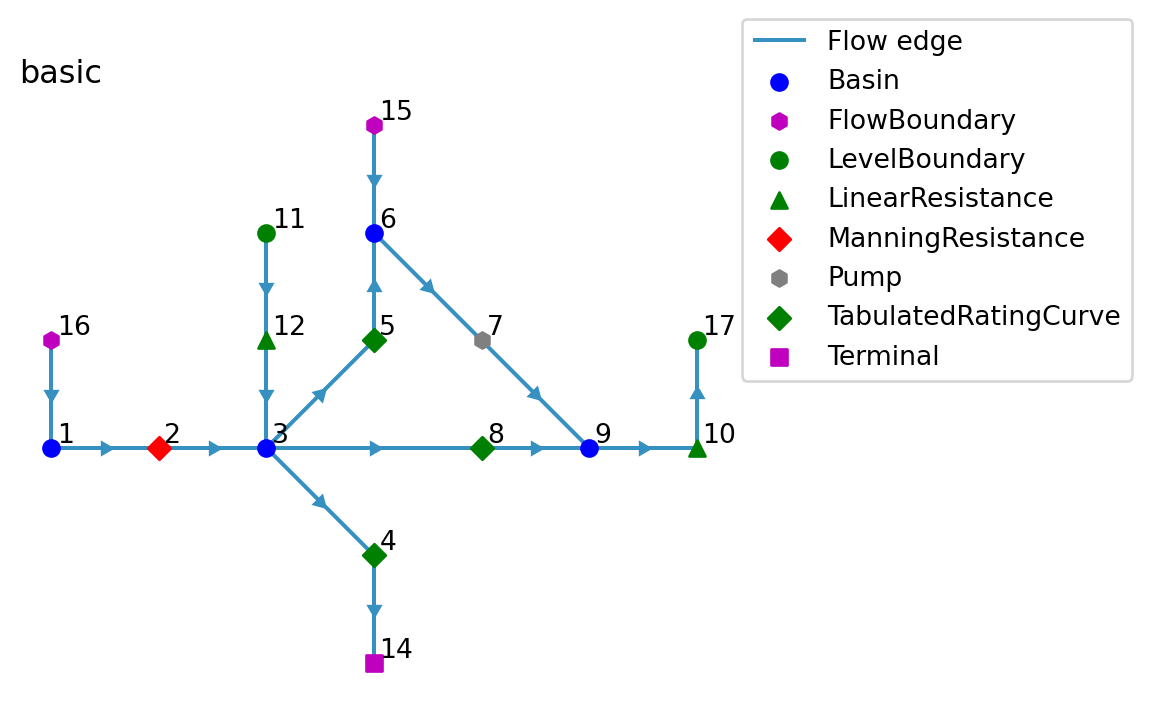 basic
Flow edge
Basin
FlowBoundary
LevelBoundary
LinearResistance
ManningResistance
Pump
TabulatedRatingCurve
Terminal
15
11
6
16
12
5
7
17
1
2
3
8
9
10
4
14